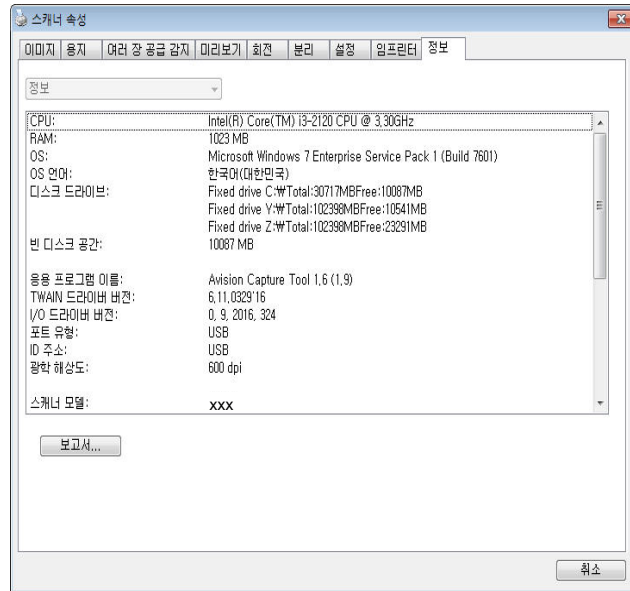 스캐너 속성
이미지 용지 여러 장 공급 감지 미리보기 회전 분리 설정 임프린터 정보
정보
CPU: Intel(R) Core(TM) i3-2120 CPU @ 3,30GHz
RAM: 1023 MB
OS: Microsoft Windows 7 Enterprise Service Pack 1 (Build 7601)
OS 언어: 한국어(대한민국)
디스크 드라이브: Fixed drive C:₩Total:30717MBFree:10087MB
Fixed drive Y:₩Total:102398MBFree:10541MB
Fixed drive Z:₩Total:102398MBFree:23291MB
빈 디스크 공간: 10087 MB
응용 프로그램 이름: Avision Capture Tool 1,6 (1,9)
TWAIN 드라이버 버전: 6,11,0329'16
I/O 드라이버 버전: 0, 9, 2016, 324
포트 유형: USB
ID 주소: USB
광학 해상도: 600 dpi
스캐너 모델: xxx
보고서...
취소